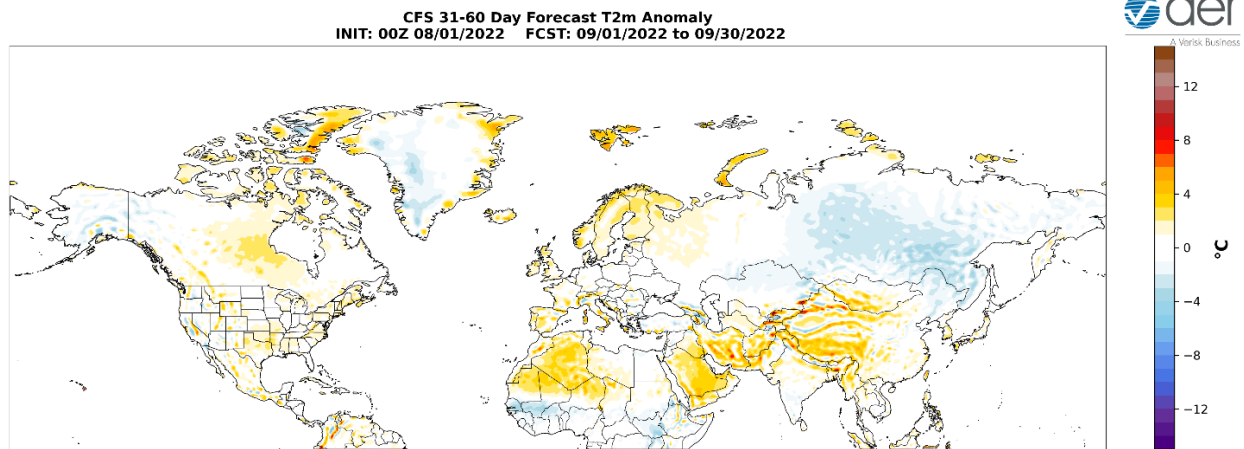 CFS 31-60 Day Forecast T2m Anomaly
INIT: 00Z 08/01/2022 FCST: 09/01/2022 to 09/30/2022
aer
A Verisk Business
12
8
4
0
−4
−8
−12
°C